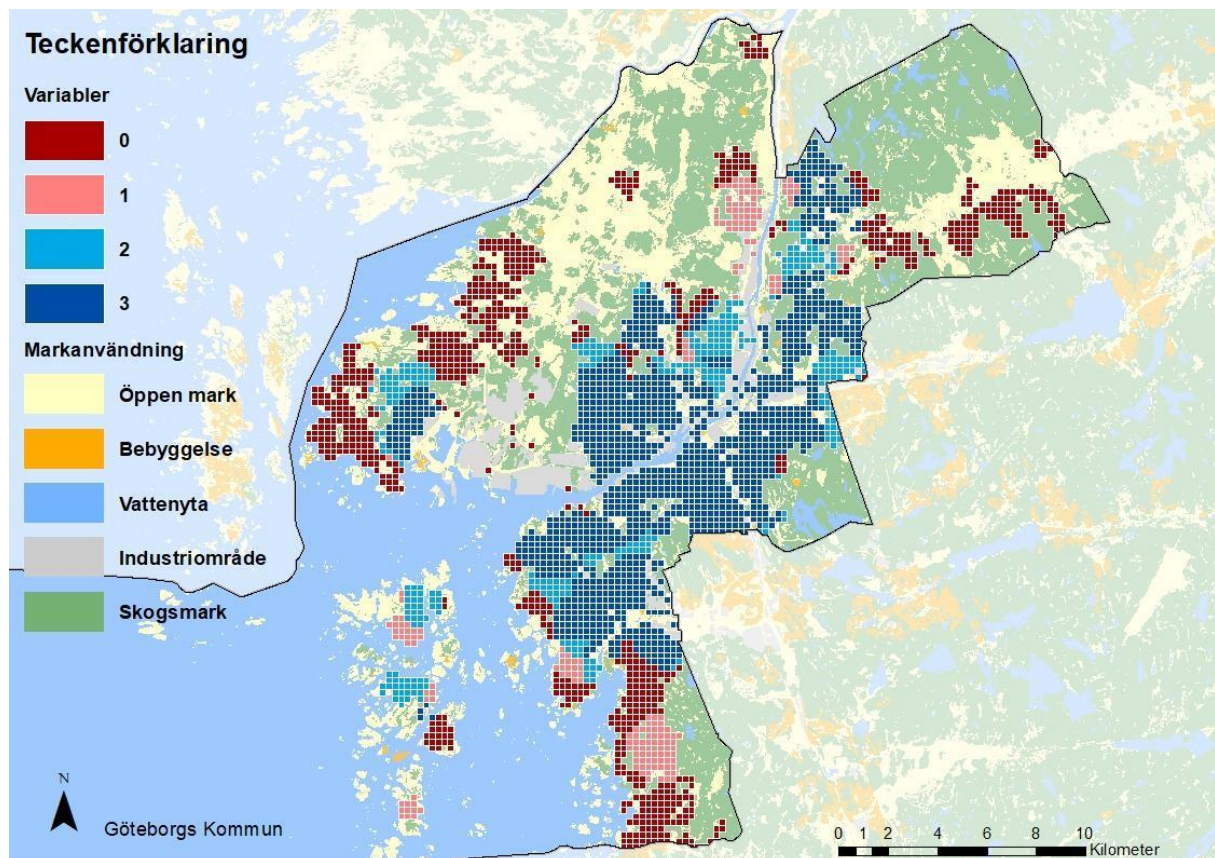 Teckenförklaring
Variabler
0
1
2
3
Markanvändning
Öppen mark
Bebyggelse
Vattenyta
Industriområde
Skogsmark
N
Göteborgs Kommun
0 1 2 4 6 8 10
Kilometer